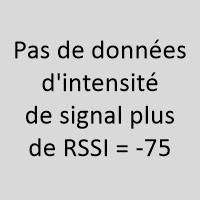 Pas de données
d'intensité
de signal plus
de RSSI = -75